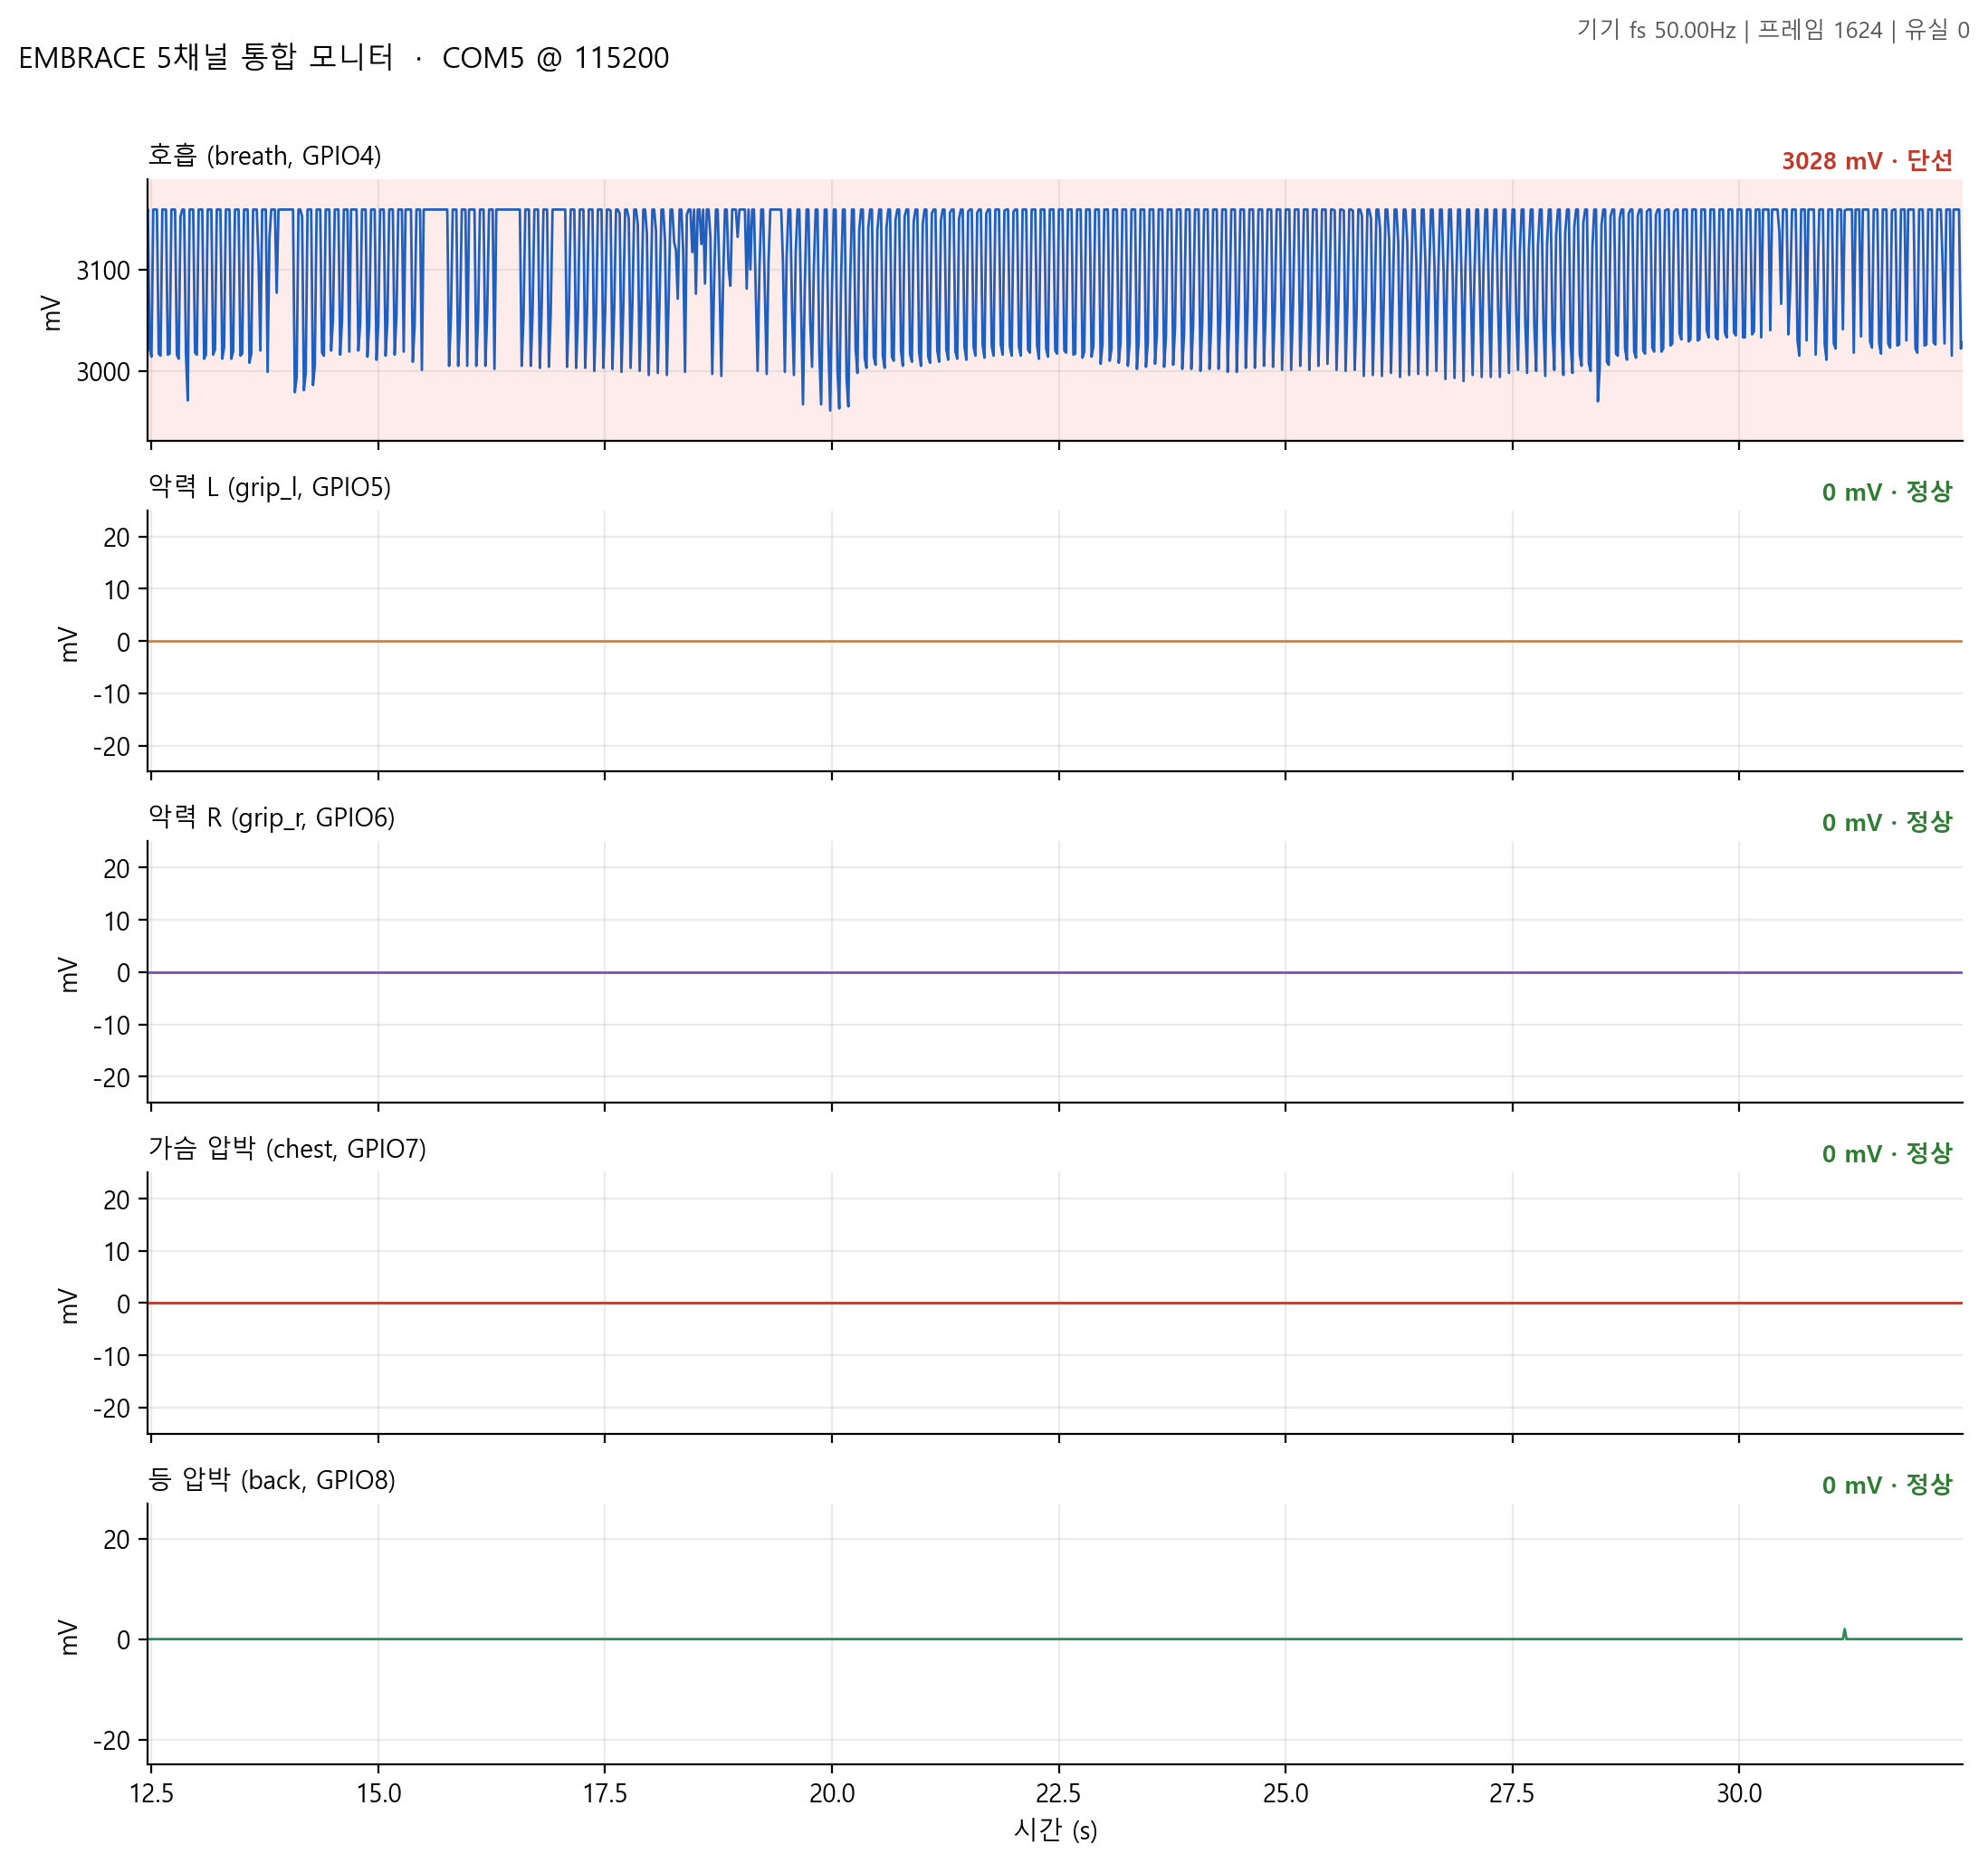 기기 fs 50.00Hz | 프레임 1624 | 유실 0
EMBRACE 5채널 통합 모니터 · COM5 @ 115200
호흡 (breath, GPIO4)
3028 mV · 단선
3100
3000
mV
악력 L (grip_l, GPIO5)
0 mV · 정상
20
10
0
-10
-20
mV
악력 R (grip_r, GPIO6)
0 mV · 정상
20
10
0
-10
-20
mV
가슴 압박 (chest, GPIO7)
0 mV · 정상
20
10
0
-10
-20
mV
등 압박 (back, GPIO8)
0 mV · 정상
20
0
-20
mV
12.5 15.0 17.5 20.0 22.5 25.0 27.5 30.0
시간 (s)